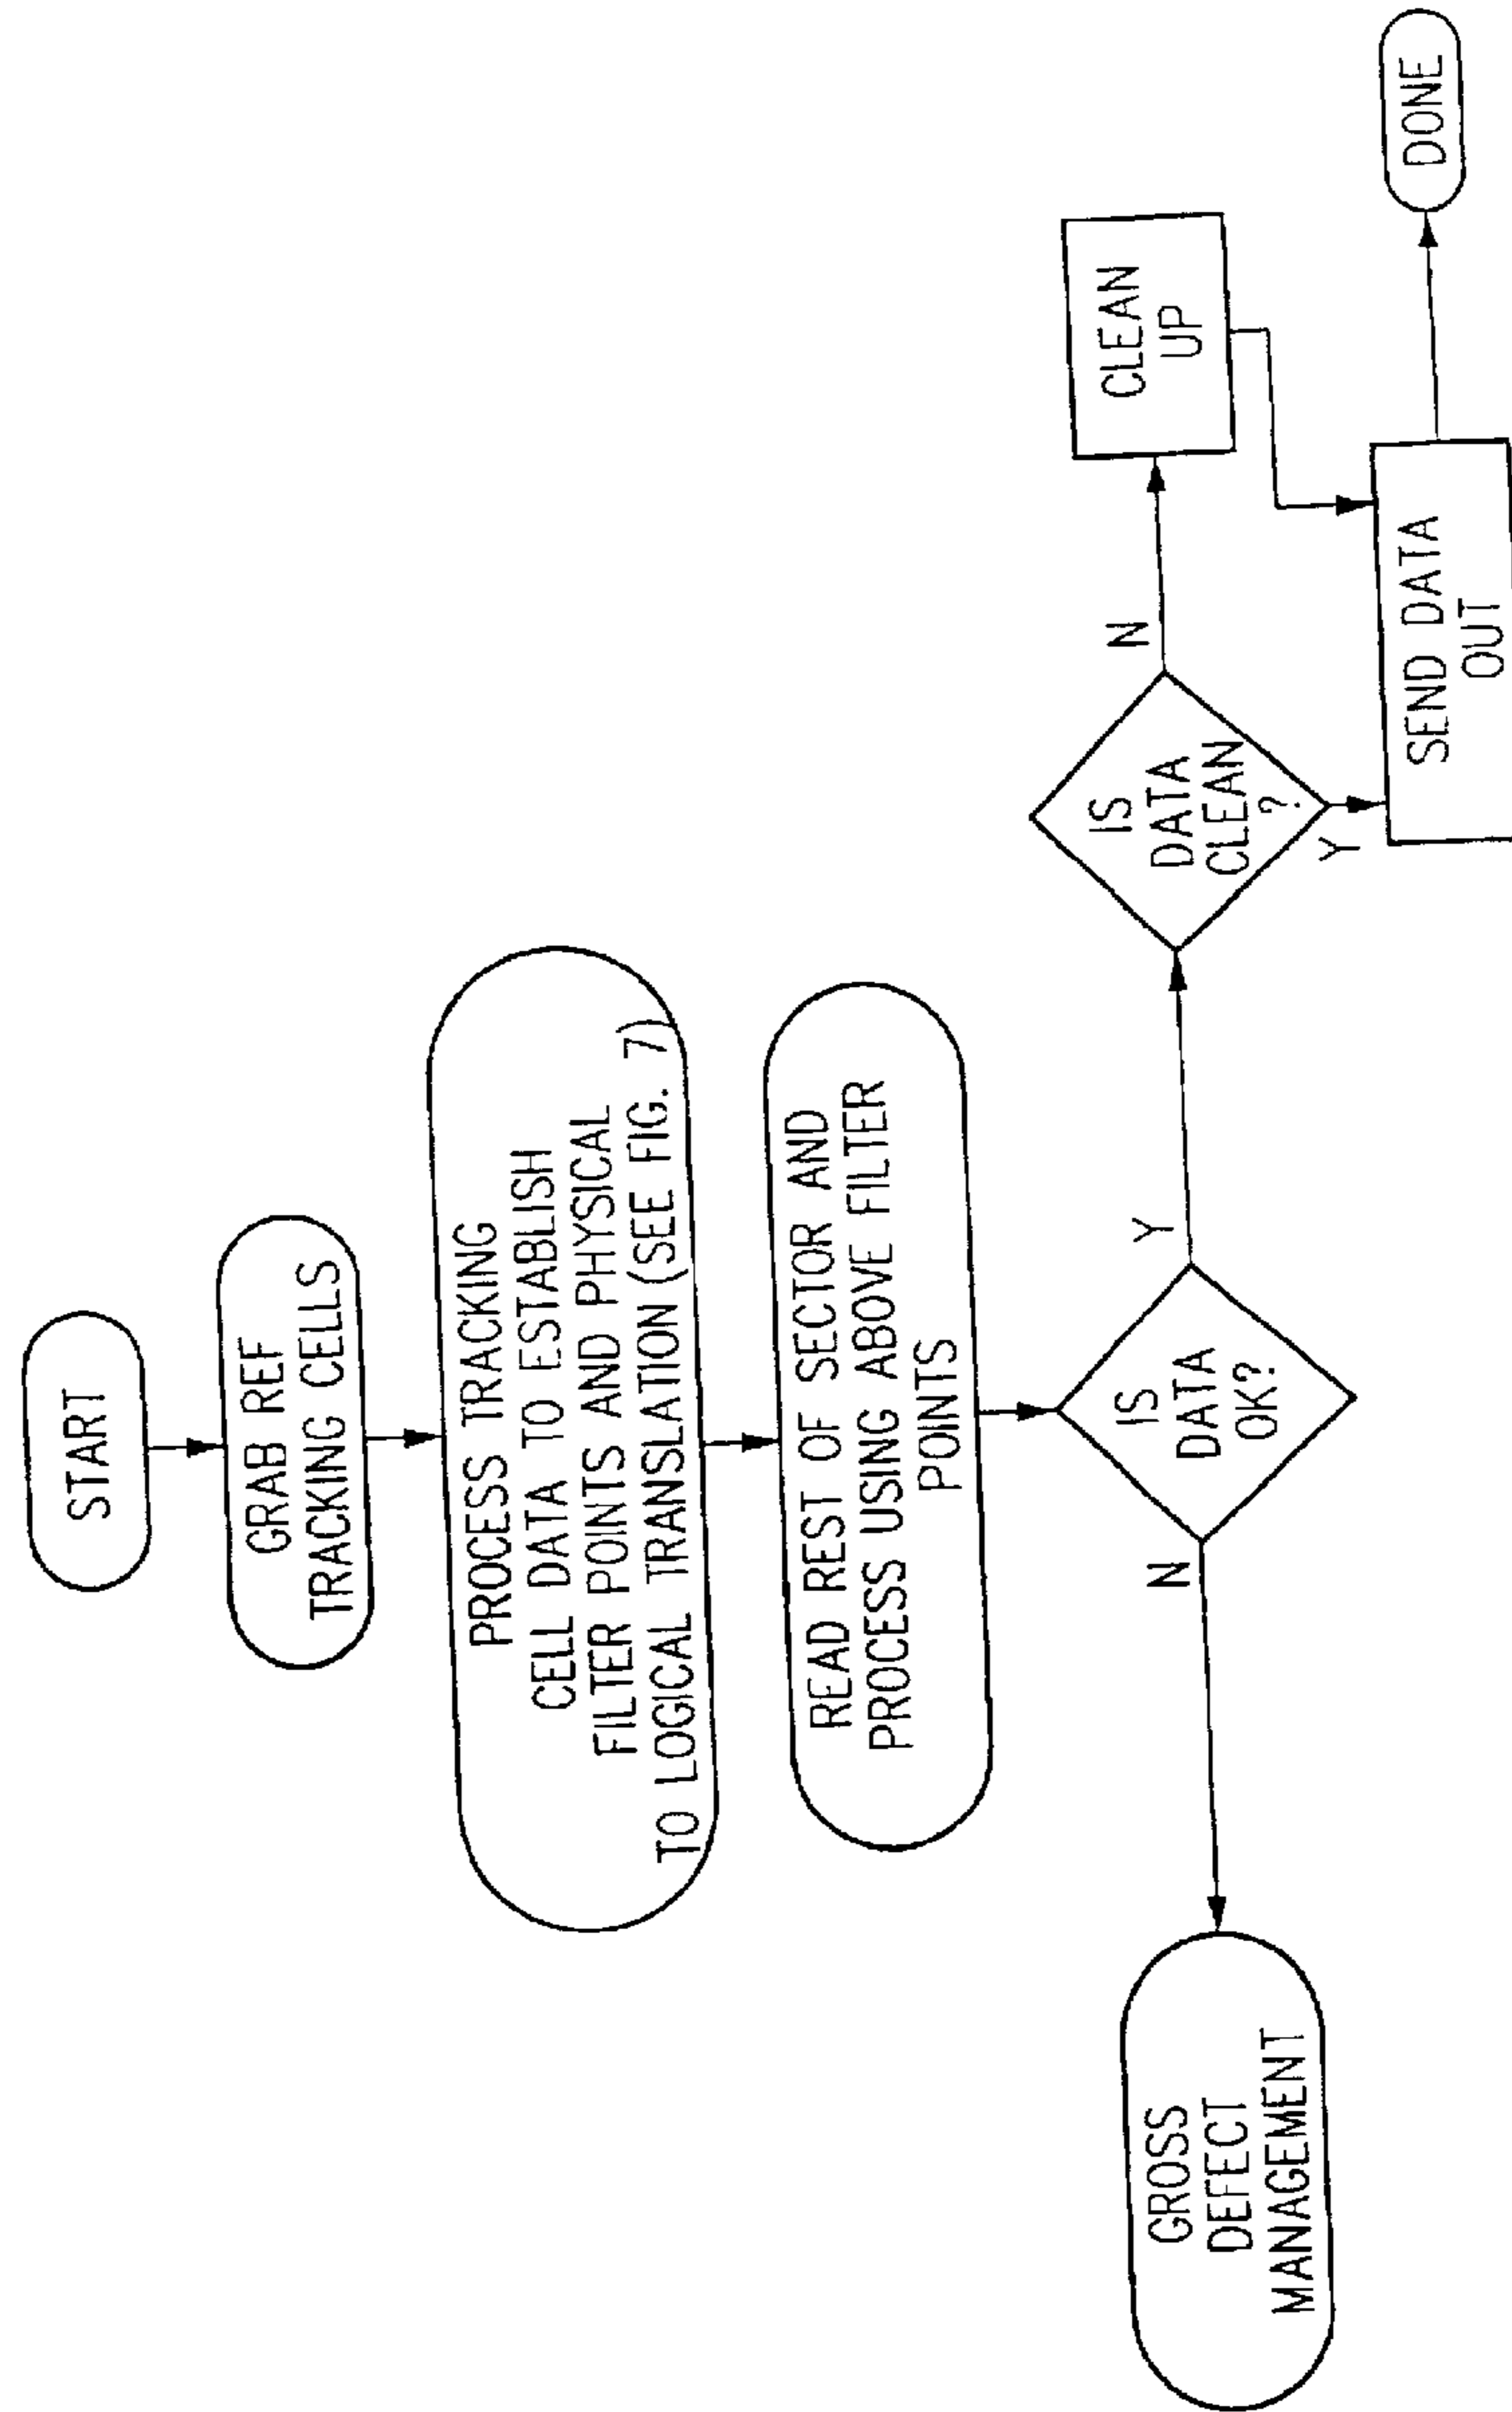 START
GRAB REF
TRACKING CELLS
PROCESS TRACKING
CELL DATA TO ESTABLISH
FILTER POINTS AND PHYSICAL
TO LOGICAL TRANSLATION (SEE FIG. 7)
READ REST OF SECTOR AND
PROCESS USING ABOVE FILTER
POINTS
IS
DATA
OK?
N
Y
GROSS
DEFECT
MANAGEMENT
IS
DATA
CLEAN
?
N
Y
CLEAN
UP
SEND DATA
OUT
DONE